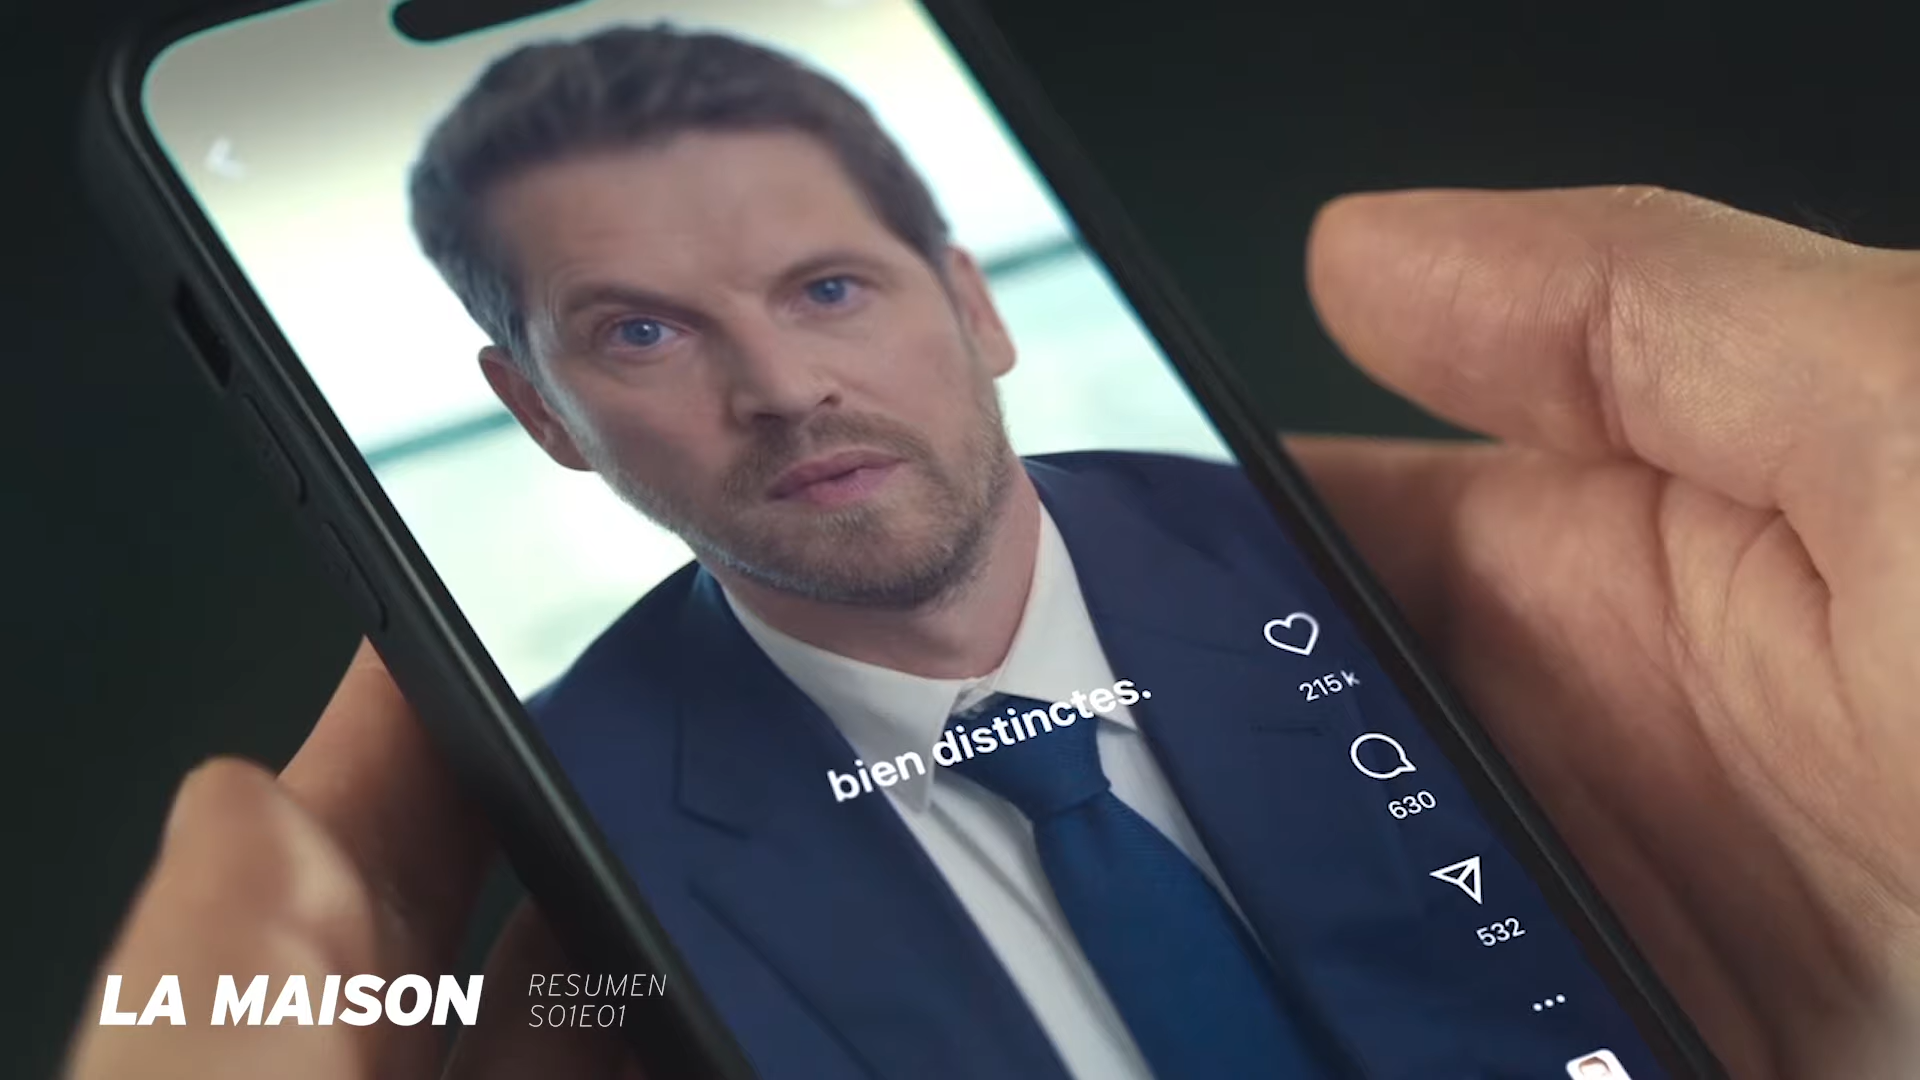 bien distinctes.
215 k
630
532
LA MAISON
RESUMEN
S01E01